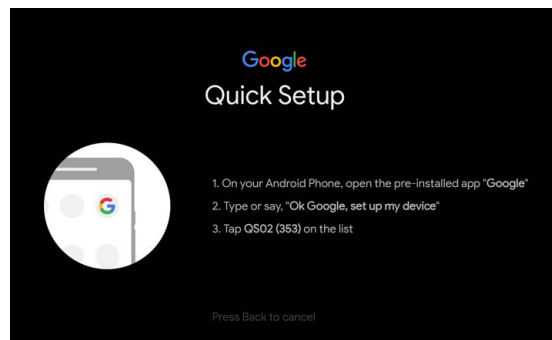 Google
Quick Setup
G
1. On your Android Phone, open the pre-installed app "Google"
2. Type or say, "Ok Google, set up my device"
3. Tap QS02 (353) on the list
Press Back to cancel